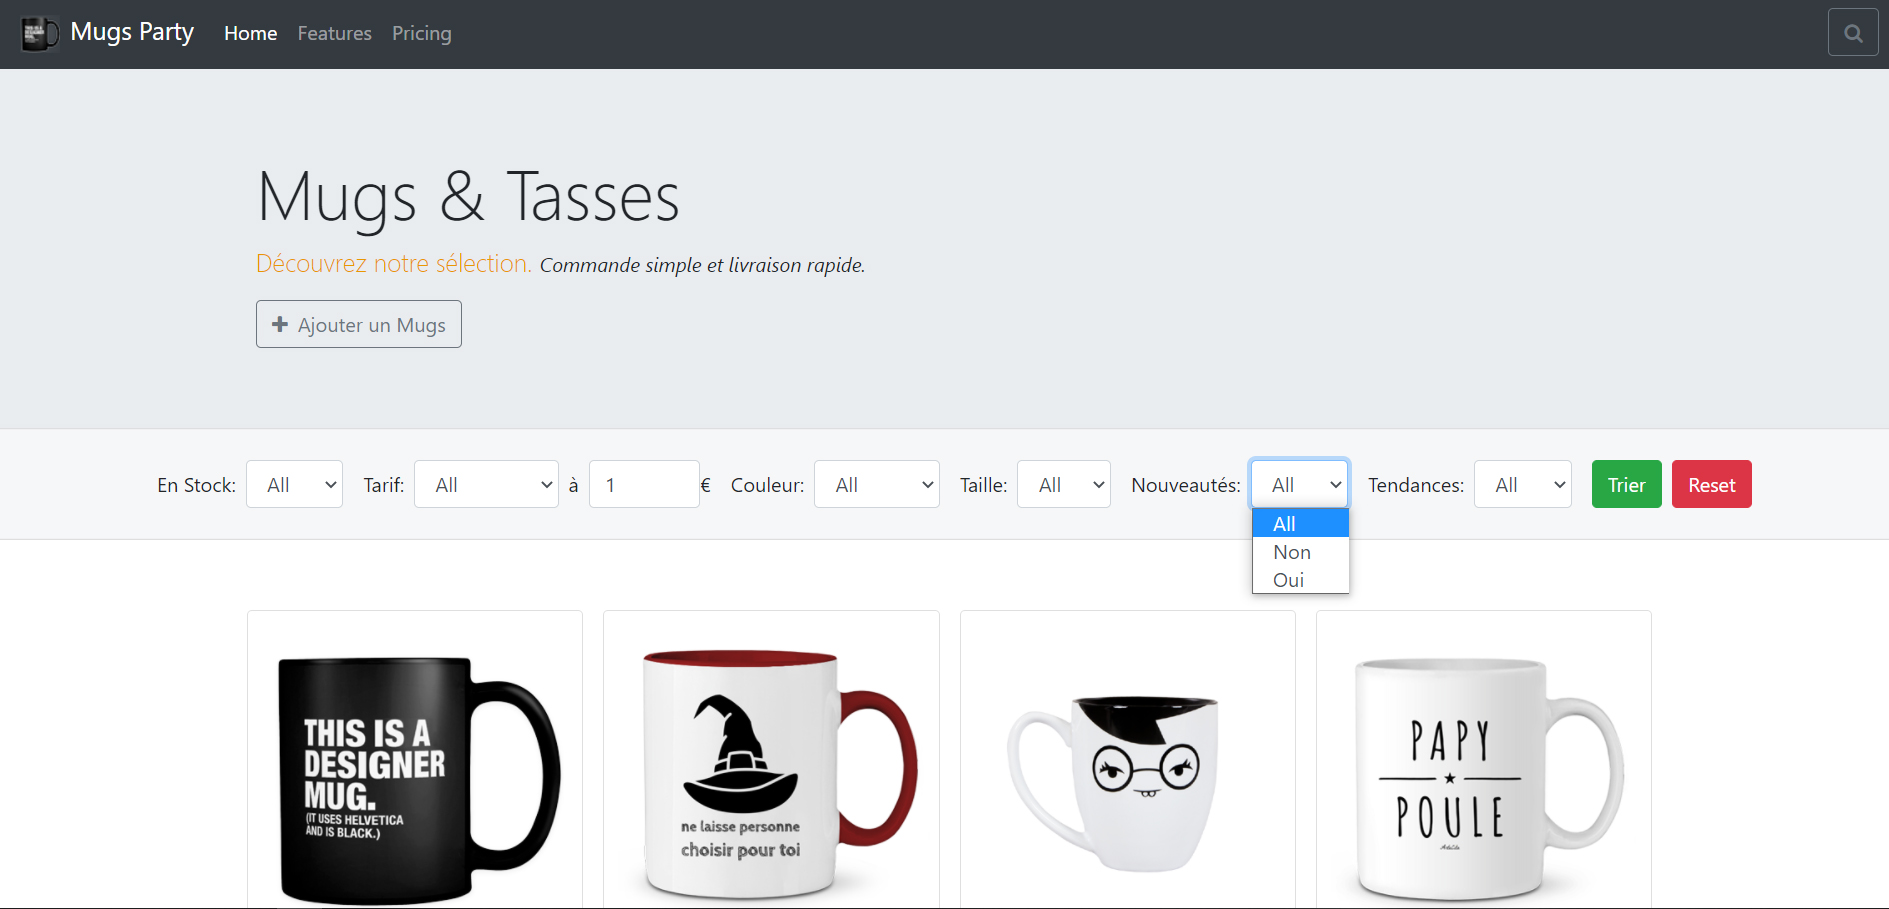 Mugs Party Home Features Pricing
Mugs & Tasses
Découvrez notre sélection. Commande simple et livraison rapide.
Ajouter un Mugs
En Stock: All Tarif: All à 1 € Couleur: All Taille: All Nouveautés: All Tendances: All Trier Reset
All
Non
Oui
THIS IS A
DESIGNER
MUG.
(IT USES HELVETICA
AND IS BLACK.)
ne laisse personne
choisir pour toi
PAPY
POULE